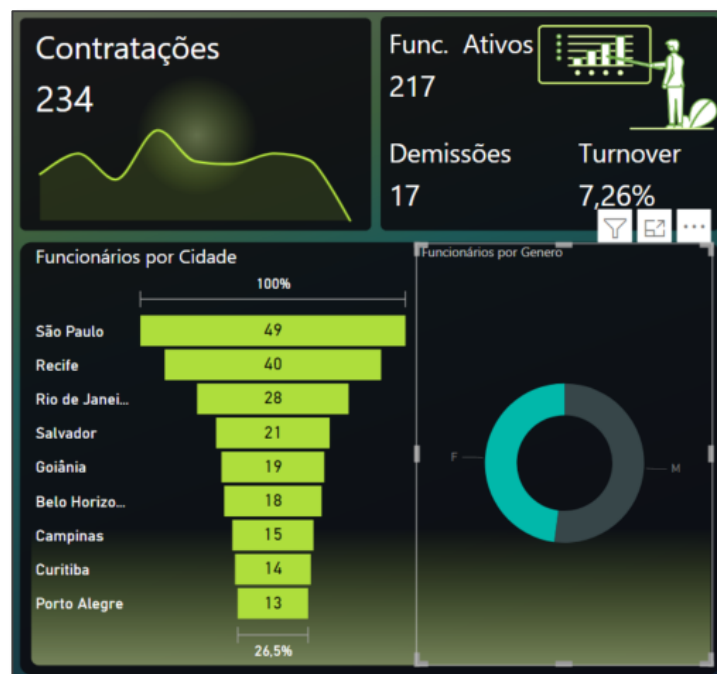 Contratações
234
Func. Ativos
217
Demissões
17
Turnover
7,26%
Funcionários por Cidade
100%
São Paulo 49
Recife 40
Rio de Janei... 28
Salvador 21
Goiânia 19
Belo Horizo... 18
Campinas 15
Curitiba 14
Porto Alegre 13
26,5%
Funcionários por Genero
F
M